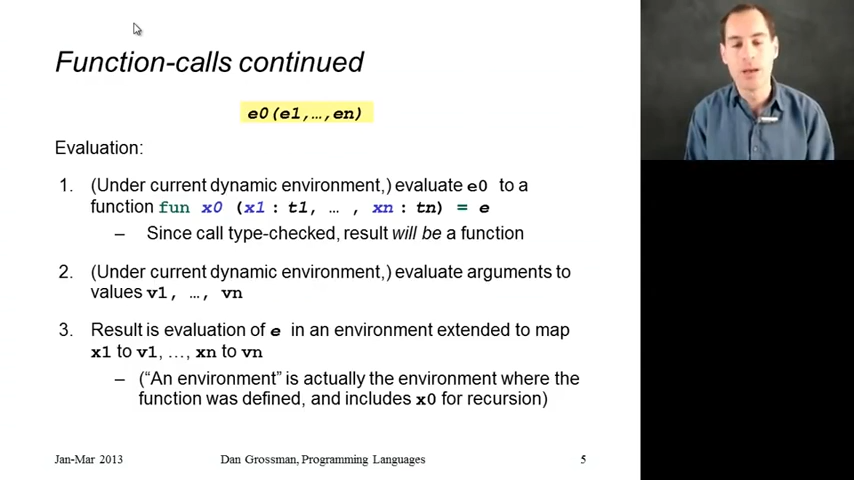 Function-calls continued
e0(e1,…,en)
Evaluation:
1. (Under current dynamic environment,) evaluate e0 to a
function fun x0 (x1 : t1, … , xn : tn) = e
– Since call type-checked, result will be a function
2. (Under current dynamic environment,) evaluate arguments to
values v1, …, vn
3. Result is evaluation of e in an environment extended to map
x1 to v1, …, xn to vn
– (“An environment” is actually the environment where the
function was defined, and includes x0 for recursion)
Jan-Mar 2013 Dan Grossman, Programming Languages 5